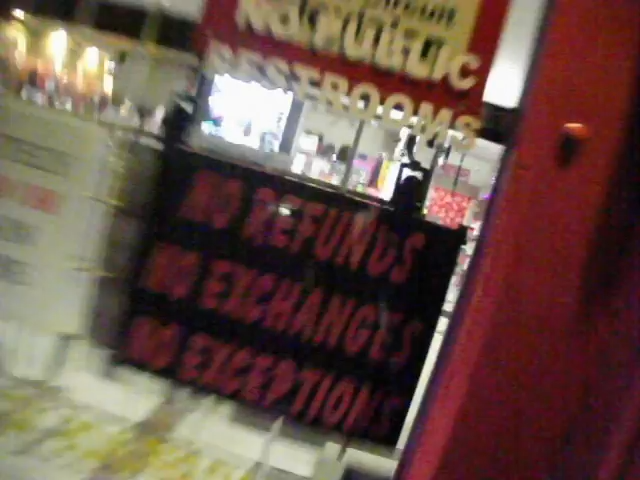 NO PUBLIC
RESTROOMS
NO REFUNDS
NO EXCHANGES
NO EXCEPTIONS